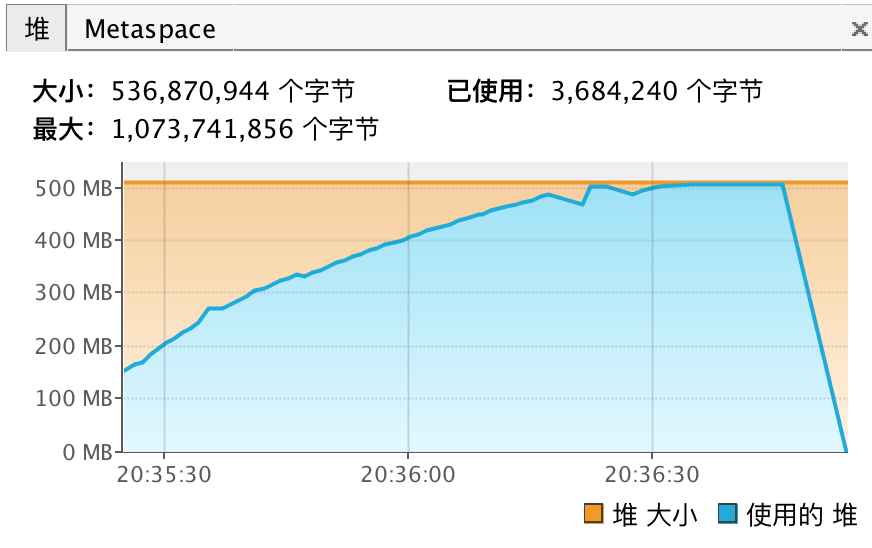 堆 Metaspace
大小：536,870,944 个字节 已使用：3,684,240 个字节
最大：1,073,741,856 个字节
500 MB
400 MB
300 MB
200 MB
100 MB
0 MB
20:35:30 20:36:00 20:36:30
堆 大小 使用的 堆